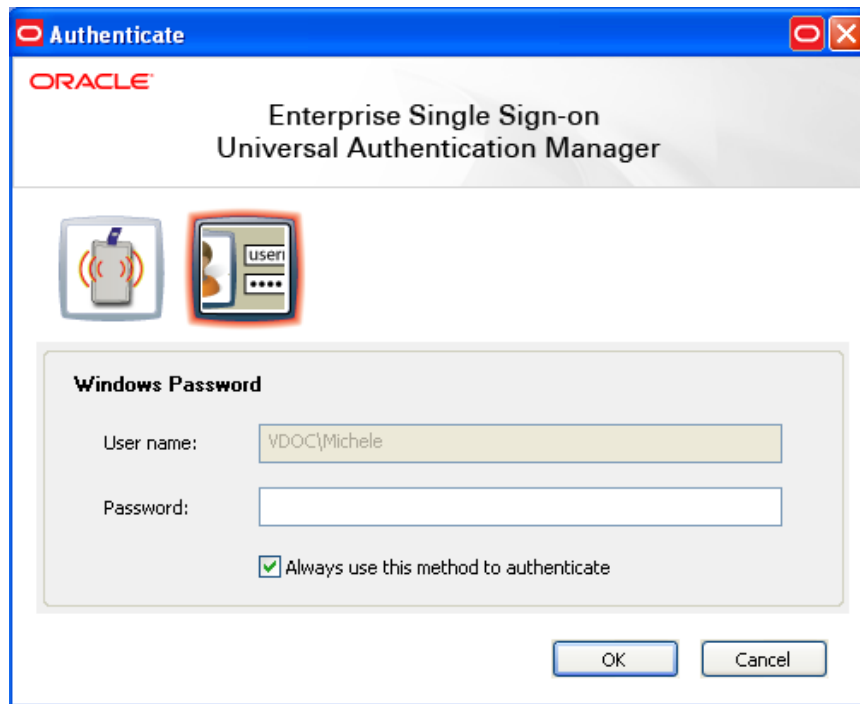 Authenticate
ORACLE
Enterprise Single Sign-on
Universal Authentication Manager
usern
Windows Password
User name: VDOC\Michele
Password:
Always use this method to authenticate
OK Cancel